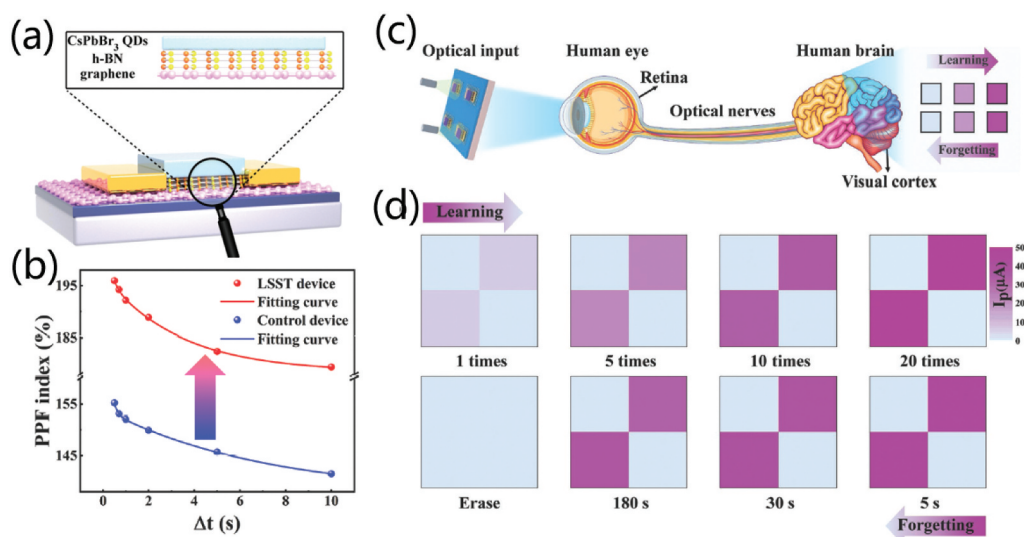 (a)
CsPbBr3 QDs
h-BN
graphene
(b)
PPF index (%)
195
185
155
145
LSST device
Fitting curve
Control device
Fitting curve
0 2 4 6 8 10
Δt (s)
(c)
Optical input
Human eye
Retina
Optical nerves
Human brain
Visual cortex
Learning
Forgetting
(d)
Learning
1 times 5 times 10 times 20 times
50
40
30
20
10
0
Ip(μA)
Erase 180 s 30 s 5 s
Forgetting